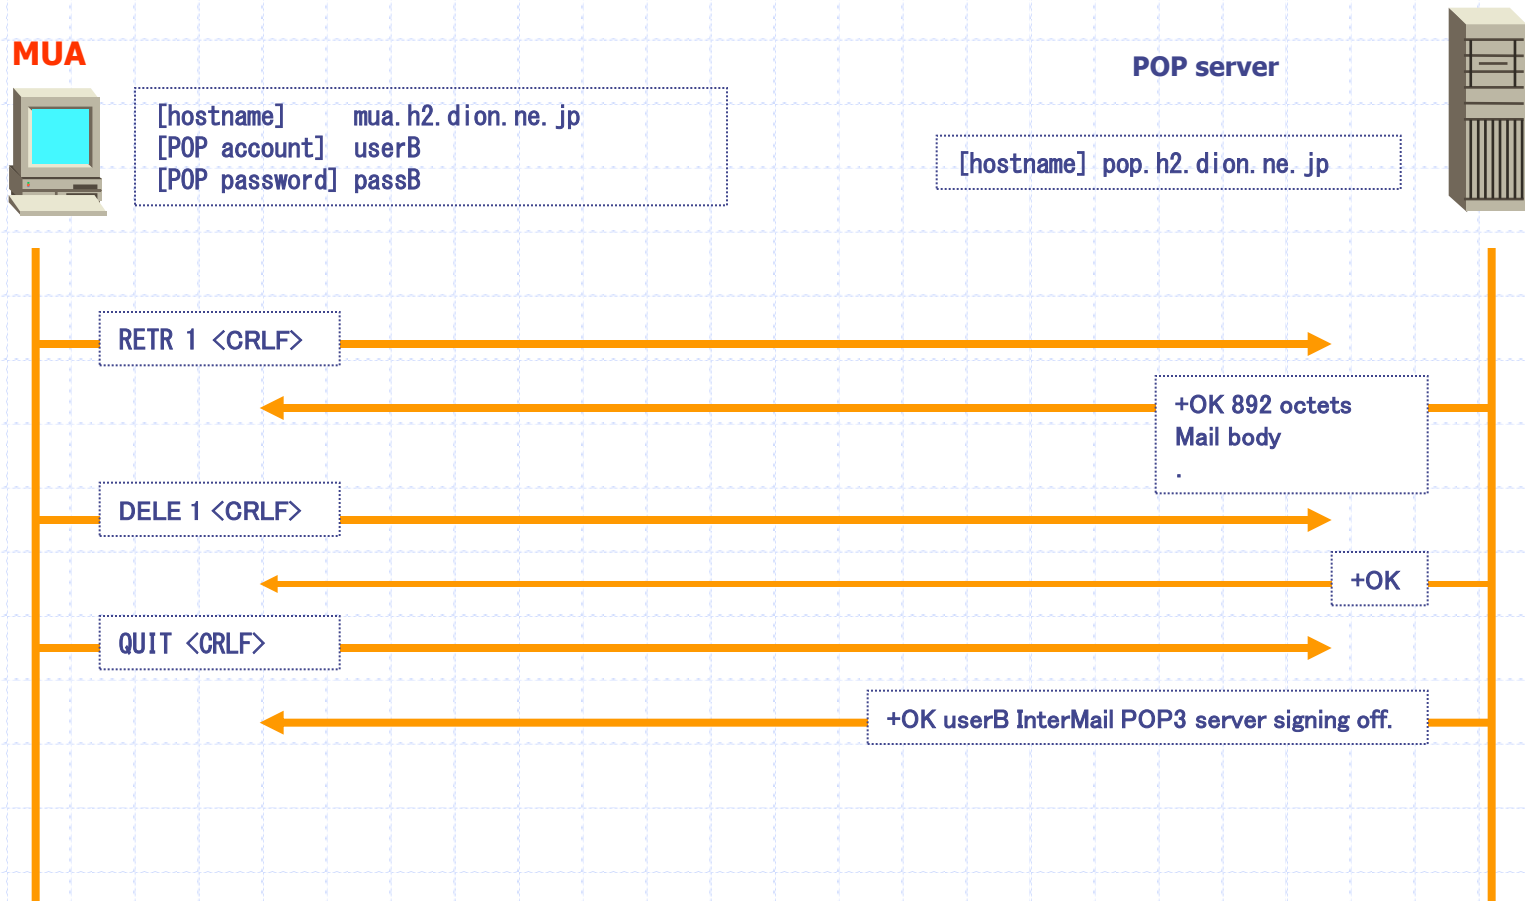 MUA
POP server
[hostname] mua.h2.dion.ne.jp
[POP account] userB
[POP password] passB
[hostname] pop.h2.dion.ne.jp
RETR 1 <CRLF>
+OK 892 octets
Mail body
.
DELE 1 <CRLF>
+OK
QUIT <CRLF>
+OK userB InterMail POP3 server signing off.